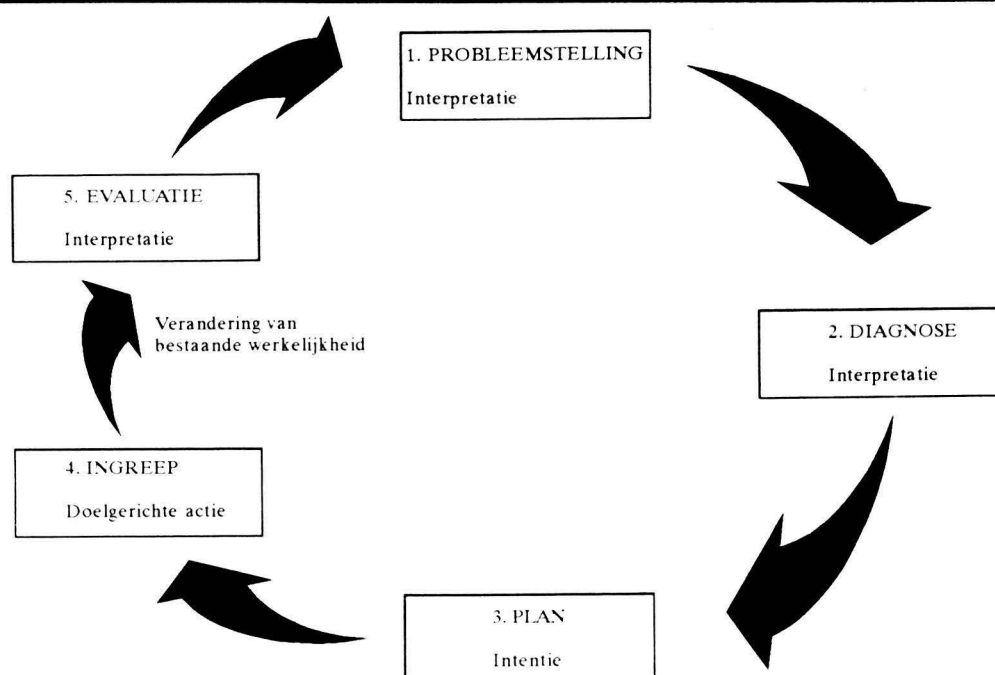 1. PROBLEEMSTELLING
Interpretatie
2. DIAGNOSE
Interpretatie
3. PLAN
Intentie
4. INGREEP
Doelgerichte actie
Verandering van
bestaande werkelijkheid
5. EVALUATIE
Interpretatie